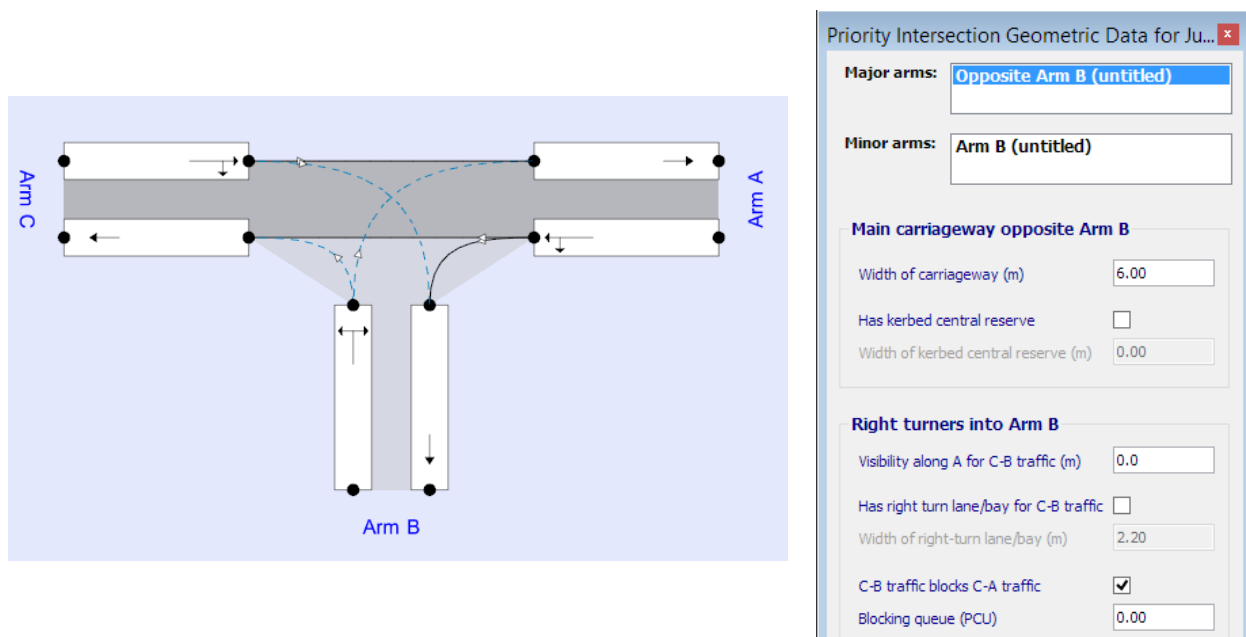 Arm C
Arm A
Arm B
Priority Intersection Geometric Data for Ju...
x
Major arms:
Opposite Arm B (untitled)
Minor arms:
Arm B (untitled)
Main carriageway opposite Arm B
Width of carriageway (m) 6.00
Has kerbed central reserve
Width of kerbed central reserve (m) 0.00
Right turners into Arm B
Visibility along A for C-B traffic (m) 0.0
Has right turn lane/bay for C-B traffic
Width of right-turn lane/bay (m) 2.20
C-B traffic blocks C-A traffic
Blocking queue (PCU) 0.00